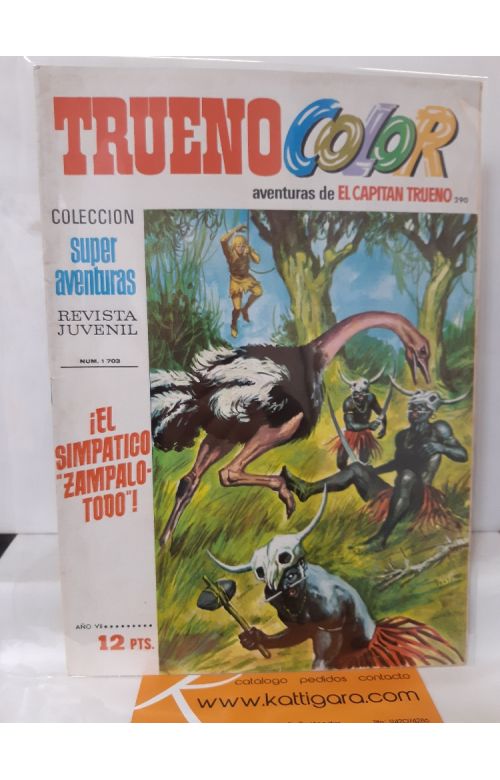 TRUENO COLOR
aventuras de EL CAPITAN TRUENO 290
COLECCION
super
aventuras
REVISTA
JUVENIL
NUM. 1 703
¡EL
SIMPATICO
"ZAMPALO-
TODO"!
AÑO VII
12 PTS.
catalogo pedidos contacto
www.kattigara.com